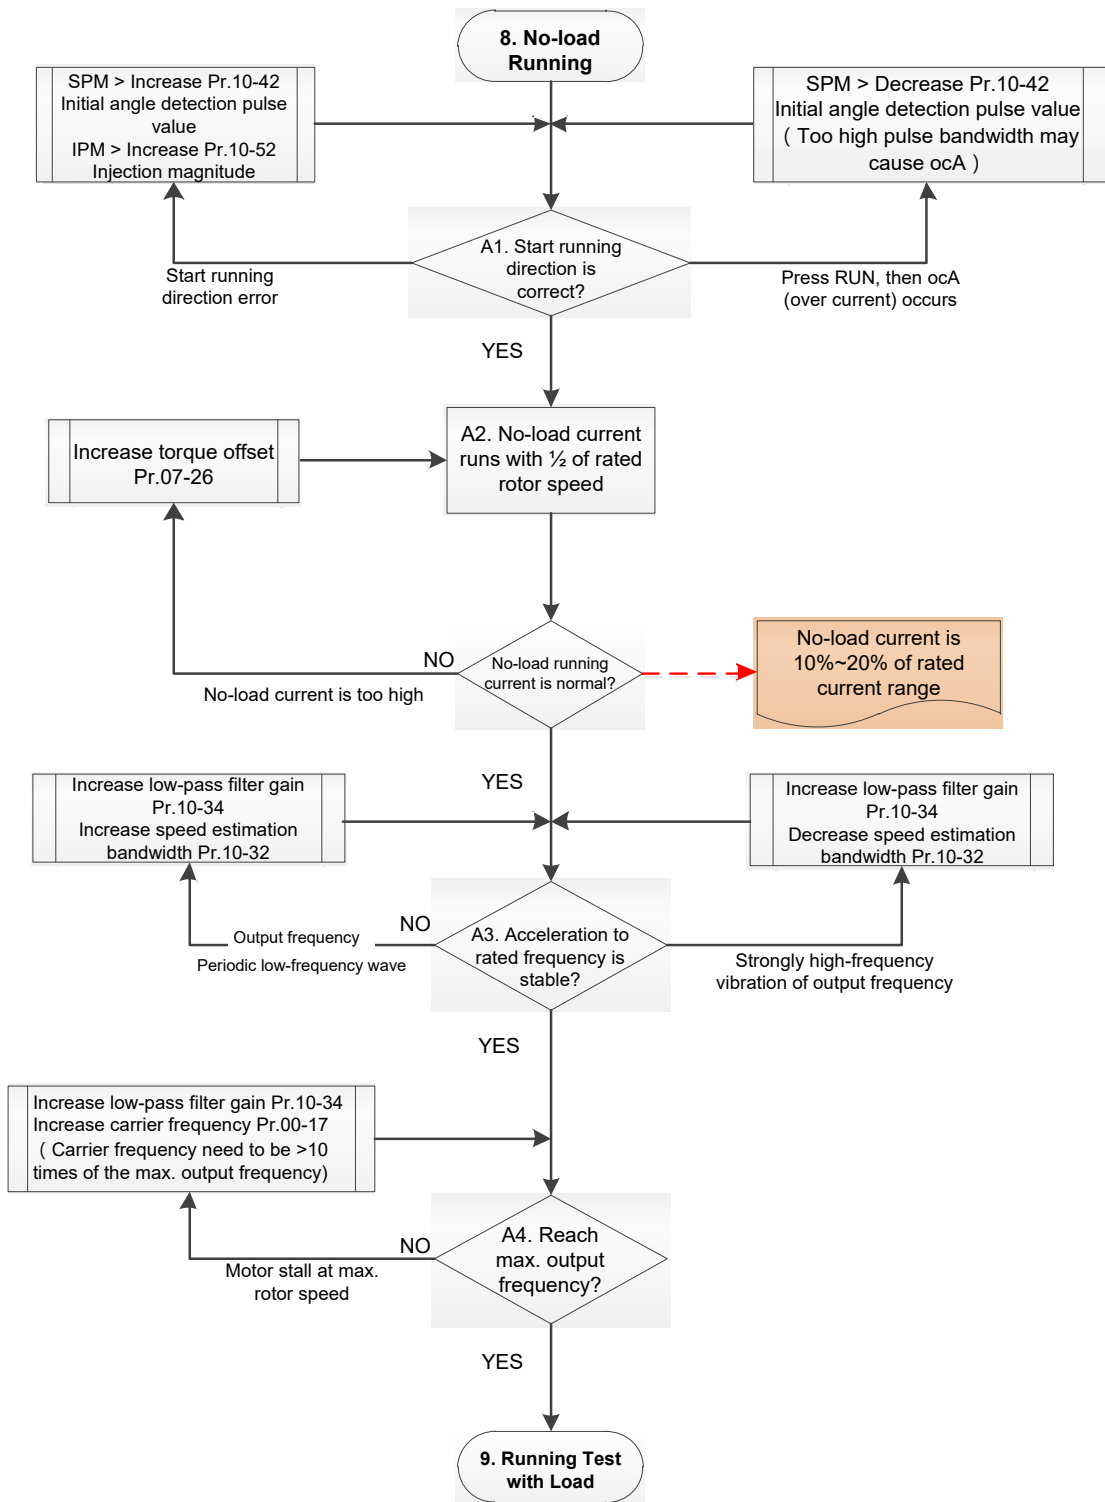 8. No-load
Running
SPM > Increase Pr.10-42
Initial angle detection pulse
value
IPM > Increase Pr.10-52
Injection magnitude
SPM > Decrease Pr.10-42
Initial angle detection pulse value
( Too high pulse bandwidth may
cause ocA )
A1. Start running
direction is
correct?
Start running
direction error
Press RUN, then ocA
(over current) occurs
YES
Increase torque offset
Pr.07-26
A2. No-load current
runs with ½ of rated
rotor speed
NO
No-load running
current is normal?
No-load current is too high
No-load current is
10%~20% of rated
current range
YES
Increase low-pass filter gain
Pr.10-34
Increase speed estimation
bandwidth Pr.10-32
Increase low-pass filter gain
Pr.10-34
Decrease speed estimation
bandwidth Pr.10-32
NO
Output frequency
Periodic low-frequency wave
A3. Acceleration to
rated frequency is
stable?
Strongly high-frequency
vibration of output frequency
YES
Increase low-pass filter gain Pr.10-34
Increase carrier frequency Pr.00-17
( Carrier frequency need to be >10
times of the max. output frequency)
NO
Motor stall at max.
rotor speed
A4. Reach
max. output
frequency?
YES
9. Running Test
with Load